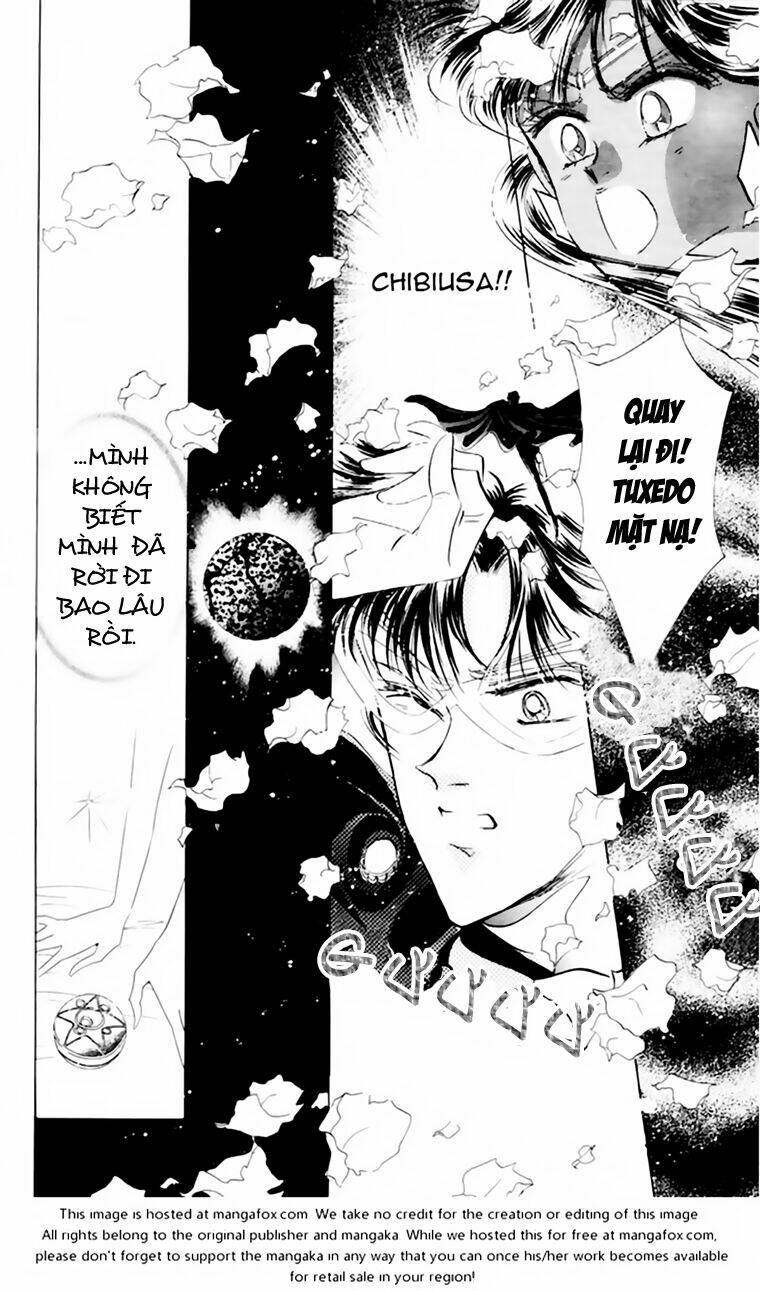 CHIBIUSA!!
QUAY
LẠI ĐI!
TUXEDO
MẶT NẠ!
GYYYY
GYYYY
...MÌNH
KHÔNG
BIẾT
MÌNH ĐÃ
RỜI ĐI
BAO LÂU
RỒI.
This image is hosted at mangafox.com We take no credit for the creation or editing of this image
All rights belong to the original publisher and mangaka While we hosted this for free at mangafox.com,
please don't forget to support the mangaka in any way that you can once his/her work becomes available
for retail sale in your region!